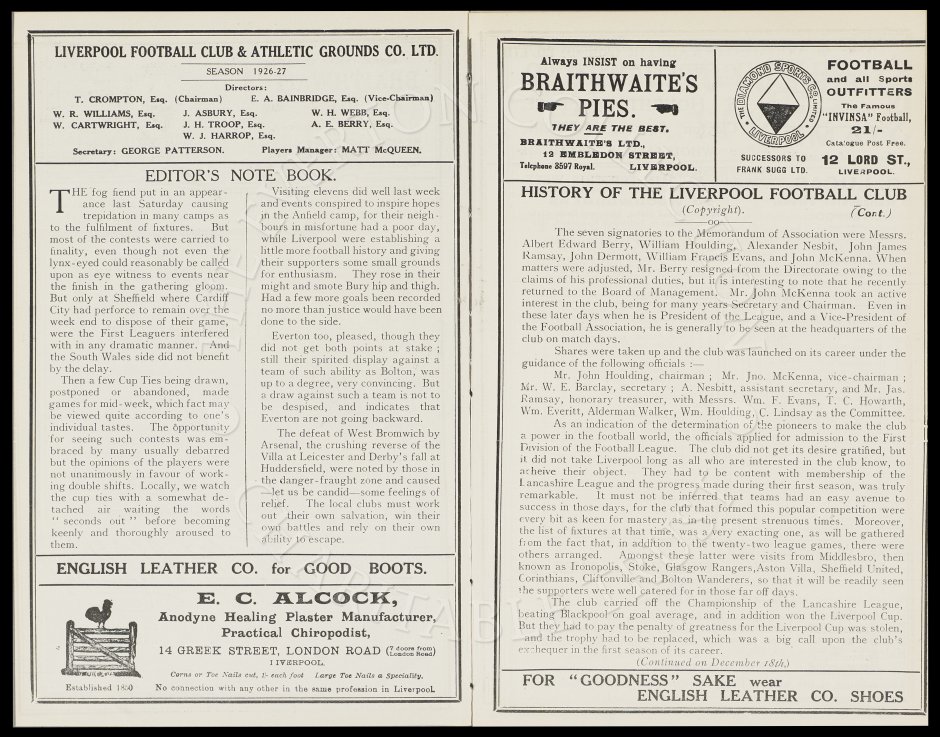 LIVERPOOL FOOTBALL CLUB & ATHLETIC GROUNDS CO. LTD.
SEASON 1926-27
Directors:
T. CROMPTON, Esq. (Chairman) E. A. BAINBRIDGE, Esq. (Vice-Chairman)
W. R. WILLIAMS, Esq. J. ASBURY, Esq. W. H. WEBB, Esq.
W. CARTWRIGHT, Esq. J. H. TROOP, Esq. A. E. BERRY, Esq.
W. J. HARROP, Esq.
Secretary: GEORGE PATTERSON. Players Manager: MATT McQUEEN.
EDITOR'S NOTE BOOK.
THE fog fiend put in an appear-
ance last Saturday causing
trepidation in many camps as
to the fulfilment of fixtures. But
most of the contests were carried to
finality, even though not even the
lynx-eyed could reasonably be called
upon as eye witness to events near
the finish in the gathering gloom.
But only at Sheffield where Cardiff
City had perforce to remain over the
week end to dispose of their game,
were the First Leaguers interfered
with in any dramatic manner. And
the South Wales side did not benefit
by the delay.
Then a few Cup Ties being drawn,
postponed or abandoned, made
games for mid-week, which fact may
be viewed quite according to one's
individual tastes. The opportunity
for seeing such contests was em-
braced by many usually debarred
but the opinions of the players were
not unanimously in favour of work-
ing double shifts. Locally, we watch
the cup ties with a somewhat de-
tached air waiting the words
" seconds out " before becoming
keenly and thoroughly aroused to
them.
Visiting elevens did well last week
and events conspired to inspire hopes
in the Anfield camp, for their neigh-
bours in misfortune had a poor day,
while Liverpool were establishing a
little more football history and giving
their supporters some small grounds
for enthusiasm. They rose in their
might and smote Bury hip and thigh.
Had a few more goals been recorded
no more than justice would have been
done to the side.
Everton too, pleased, though they
did not get both points at stake ;
still their spirited display against a
team of such ability as Bolton, was
up to a degree, very convincing. But
a draw against such a team is not to
be despised, and indicates that
Everton are not going backward.
The defeat of West Bromwich by
Arsenal, the crushing reverse of the
Villa at Leicester and Derby's fall at
Huddersfield, were noted by those in
the danger-fraught zone and caused
—let us be candid—some feelings of
relief. The local clubs must work
out their own salvation, win their
own battles and rely on their own
ability to escape.
ENGLISH LEATHER CO. for GOOD BOOTS.
E. C. ALCOCK,
Anodyne Healing Plaster Manufacturer,
Practical Chiropodist,
14 GREEK STREET, LONDON ROAD (7 doors from London Road)
LIVERPOOL.
Corns or Toe Nails cut, 1/- each foot Large Toe Nails a Speciality.
Established 1850 No connection with any other in the same profession in Liverpool.
Always INSIST on having
BRAITHWAITE'S
PIES.
THEY ARE THE BEST.
BRAITHWAITE'S LTD.,
12 EMBLEDON STREET,
Telephone 3597 Royal. LIVERPOOL.
THE DIAMOND SPORTS CO LIMITED
LIVERPOOL
SUCCESSORS TO
FRANK SUGG LTD.
FOOTBALL
and all Sports
OUTFITTERS
The Famous
"INVINSA" Football,
21/-
Catalogue Post Free.
12 LORD ST.,
LIVERPOOL.
HISTORY OF THE LIVERPOOL FOOTBALL CLUB
(Copyright). (Cont.)
The seven signatories to the Memorandum of Association were Messrs.
Albert Edward Berry, William Houlding, Alexander Nesbit, John James
Ramsay, John Dermott, William Francis Evans, and John McKenna. When
matters were adjusted, Mr. Berry resigned from the Directorate owing to the
claims of his professional duties, but it is interesting to note that he recently
returned to the Board of Management. Mr. John McKenna took an active
interest in the club, being for many years Secretary and Chairman. Even in
these later days when he is President of the League, and a Vice-President of
the Football Association, he is generally to be seen at the headquarters of the
club on match days.
Shares were taken up and the club was launched on its career under the
guidance of the following officials :—
Mr. John Houlding, chairman ; Mr. Jno. McKenna, vice-chairman ;
Mr. W. E. Barclay, secretary ; A. Nesbitt, assistant secretary, and Mr. Jas.
Ramsay, honorary treasurer, with Messrs. Wm. F. Evans, T. C. Howarth,
Wm. Everitt, Alderman Walker, Wm. Houlding, C. Lindsay as the Committee.
As an indication of the determination of the pioneers to make the club
a power in the football world, the officials applied for admission to the First
Division of the Football League. The club did not get its desire gratified, but
it did not take Liverpool long as all who are interested in the club know, to
acheive their object. They had to be content with membership of the
Lancashire League and the progress made during their first season, was truly
remarkable. It must not be inferred that teams had an easy avenue to
success in those days, for the club that formed this popular competition were
every bit as keen for mastery as in the present strenuous times. Moreover,
the list of fixtures at that time, was a very exacting one, as will be gathered
from the fact that, in addition to the twenty-two league games, there were
others arranged. Amongst these latter were visits from Middlesbro, then
known as Ironopolis, Stoke, Glasgow Rangers, Aston Villa, Sheffield United,
Corinthians, Cliftonville and Bolton Wanderers, so that it will be readily seen
the supporters were well catered for in those far off days.
The club carried off the Championship of the Lancashire League,
beating Blackpool on goal average, and in addition won the Liverpool Cup.
But they had to pay the penalty of greatness for the Liverpool Cup was stolen,
and the trophy had to be replaced, which was a big call upon the club's
exchequer in the first season of its career.
(Continued on December 18th,)
FOR "GOODNESS" SAKE wear
ENGLISH LEATHER CO. SHOES